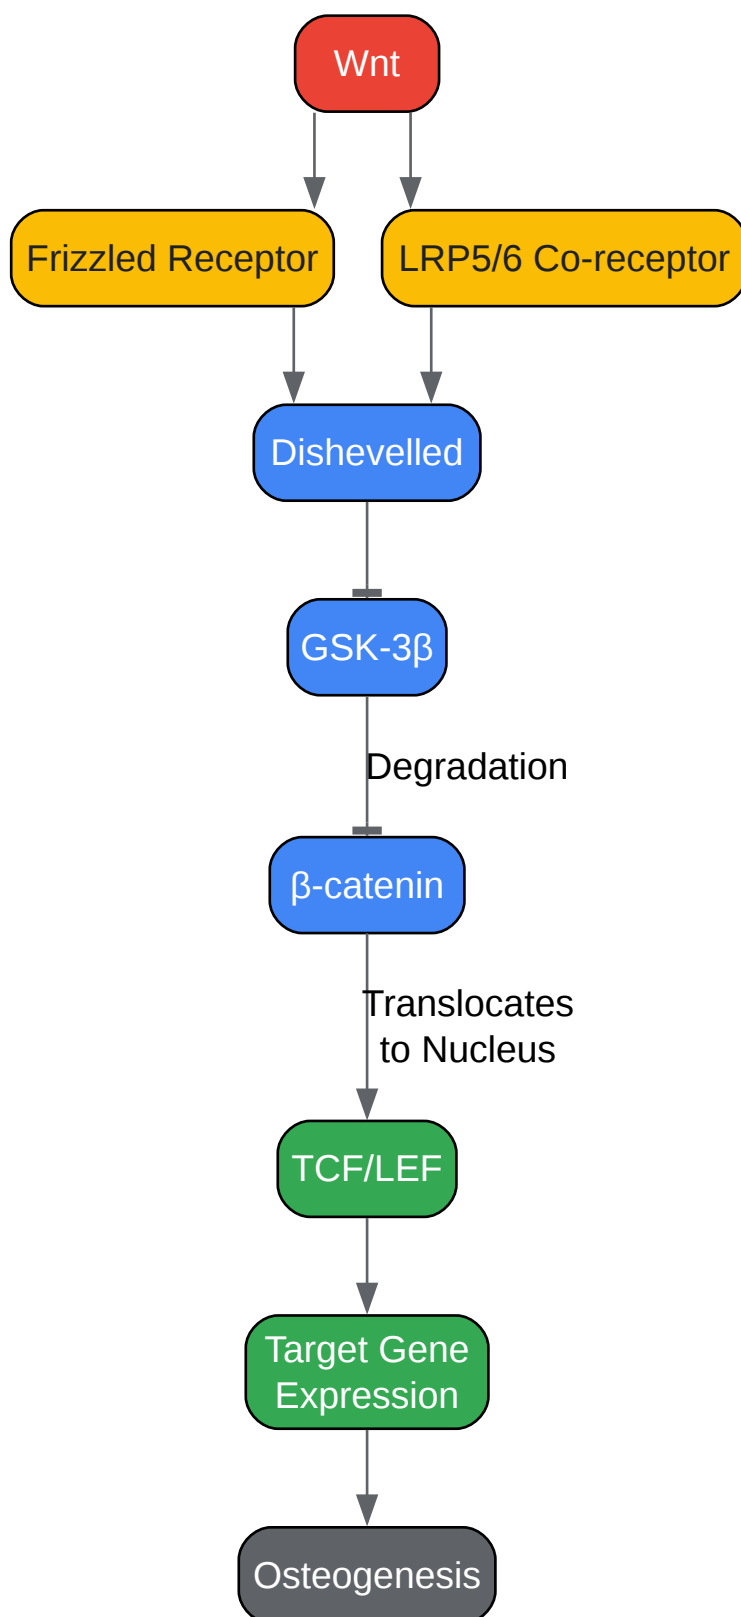 Wnt
Frizzled Receptor
LRP5/6 Co-receptor
Dishevelled
GSK-3β
Degradation
β-catenin
Translocates
to Nucleus
TCF/LEF
Target Gene
Expression
Osteogenesis